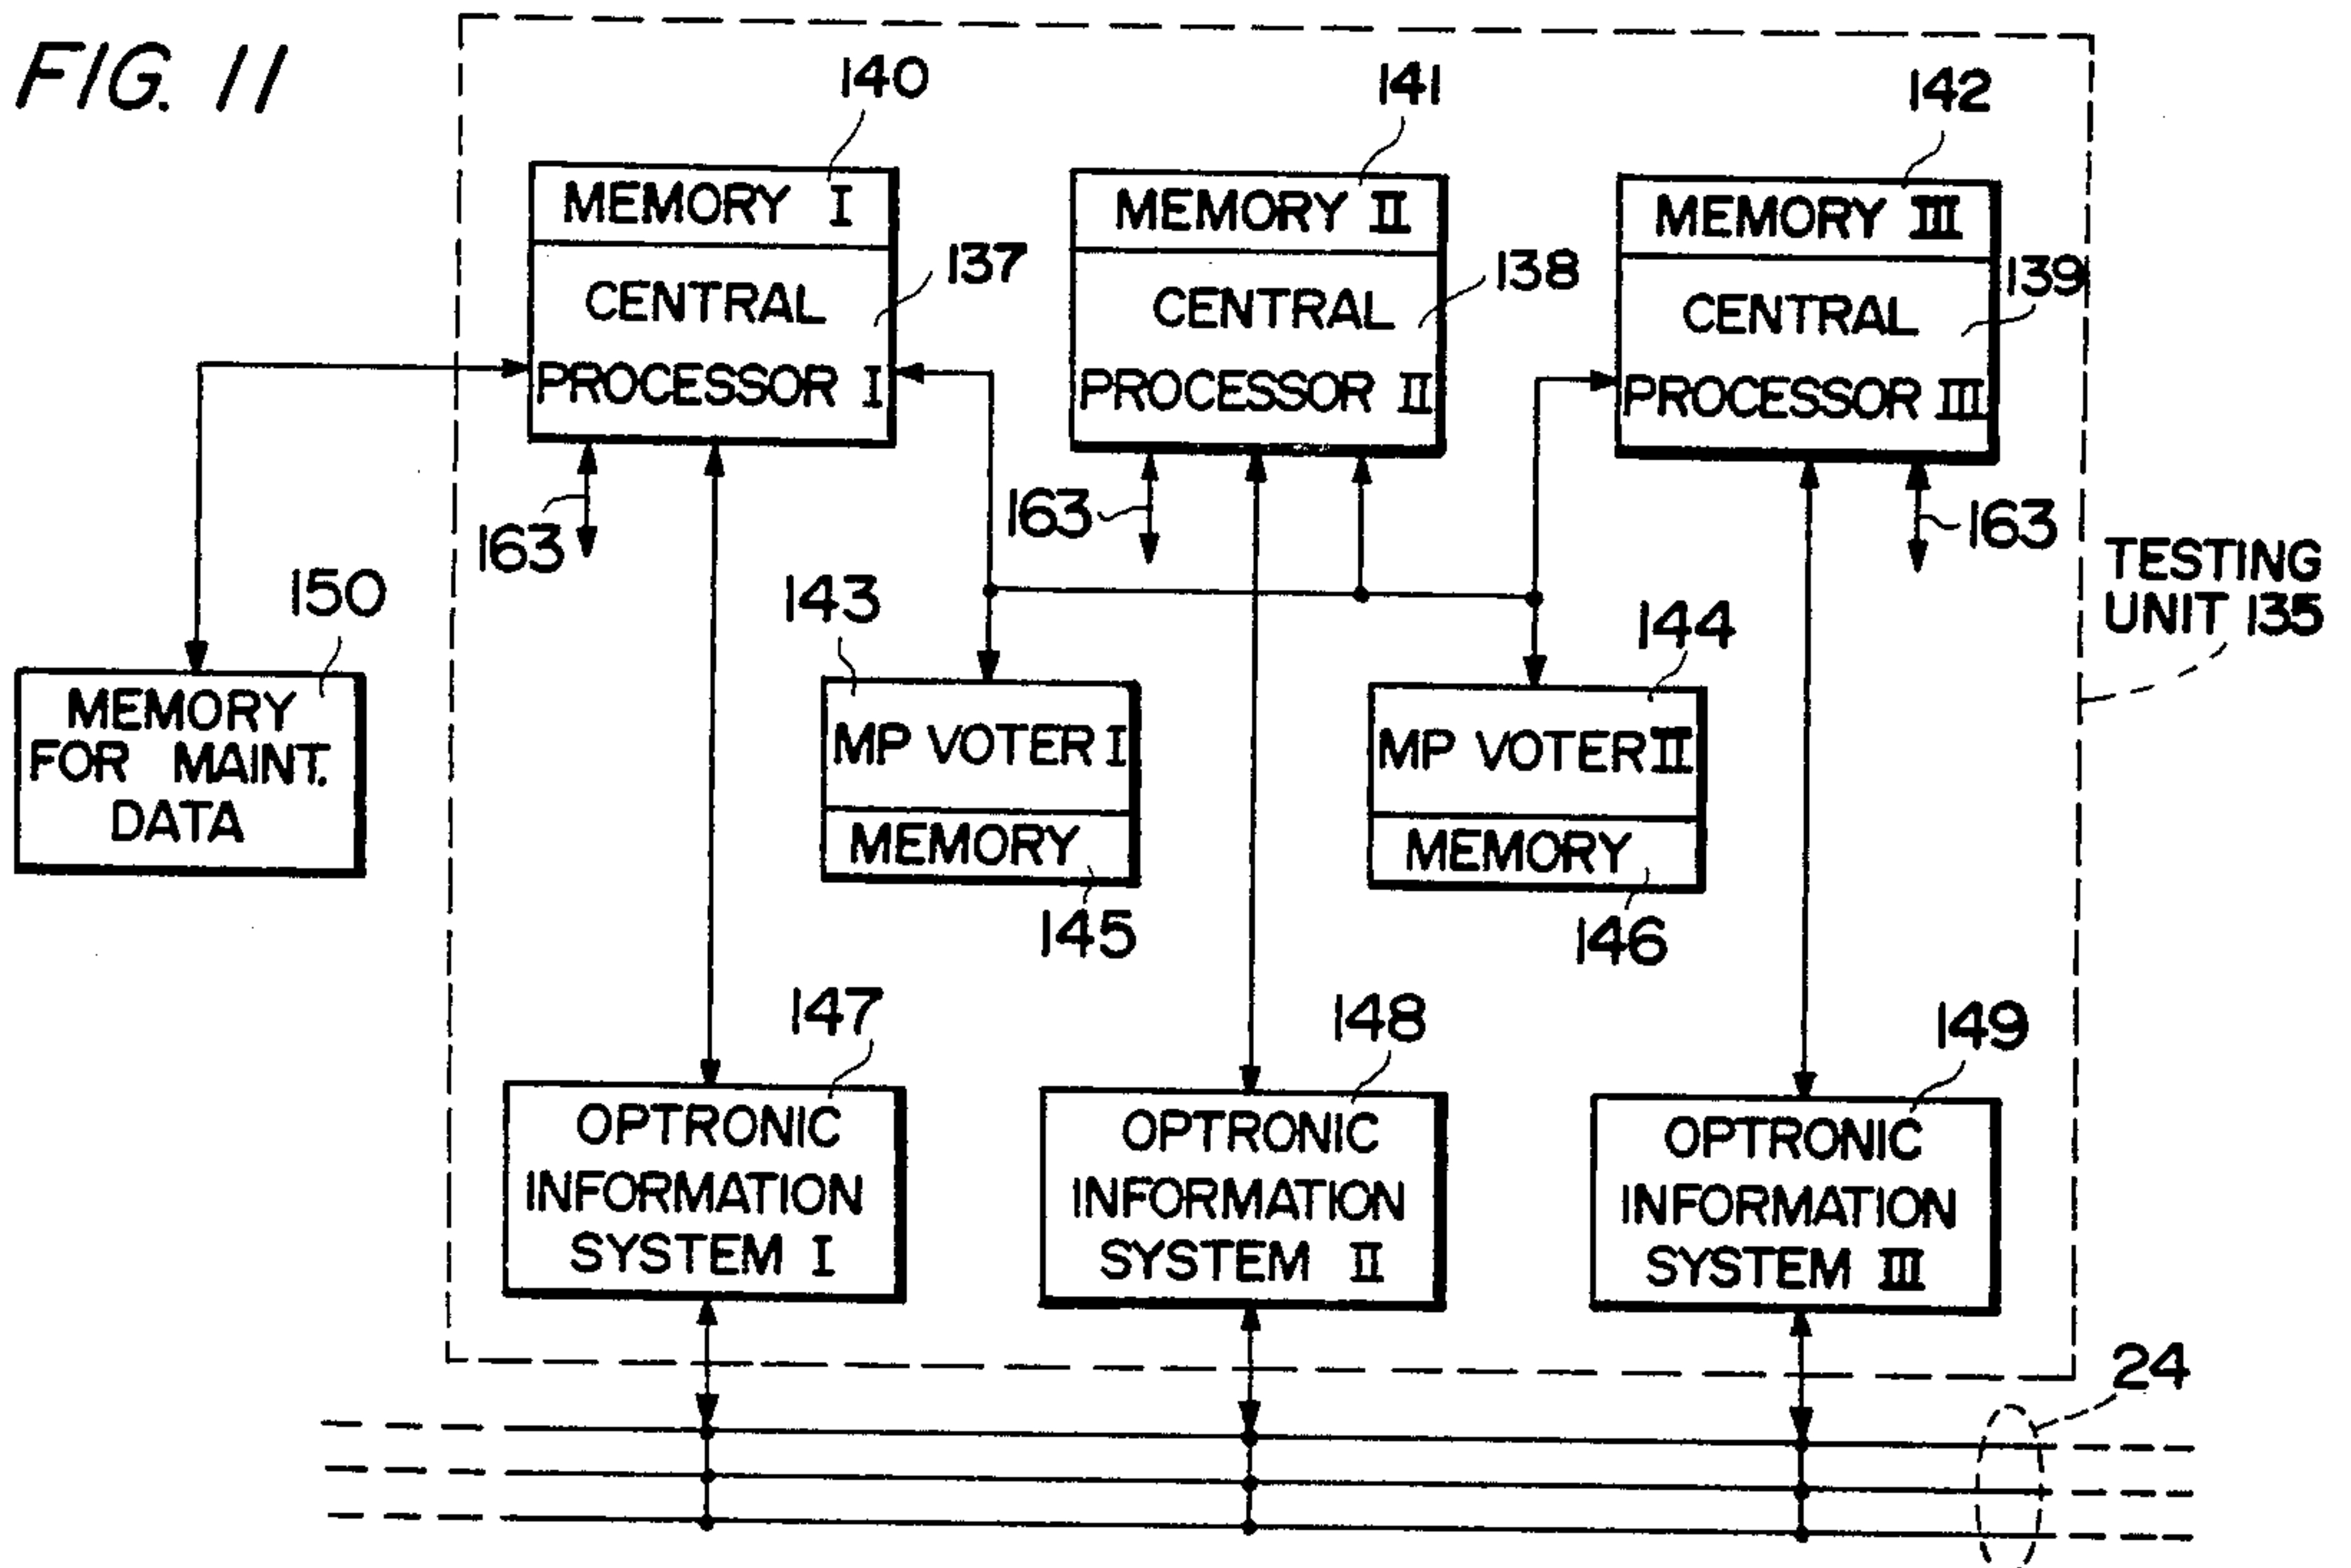 FIG. 11
140
141
142
MEMORY I
MEMORY II
MEMORY III
137
138
139
CENTRAL
PROCESSOR I
CENTRAL
PROCESSOR II
CENTRAL
PROCESSOR III
163
163
163
TESTING
UNIT 135
150
MEMORY
FOR MAINT.
DATA
143
144
MP VOTER I
MP VOTER II
MEMORY
MEMORY
145
146
147
148
149
OPTRONIC
INFORMATION
SYSTEM I
OPTRONIC
INFORMATION
SYSTEM II
OPTRONIC
INFORMATION
SYSTEM III
24